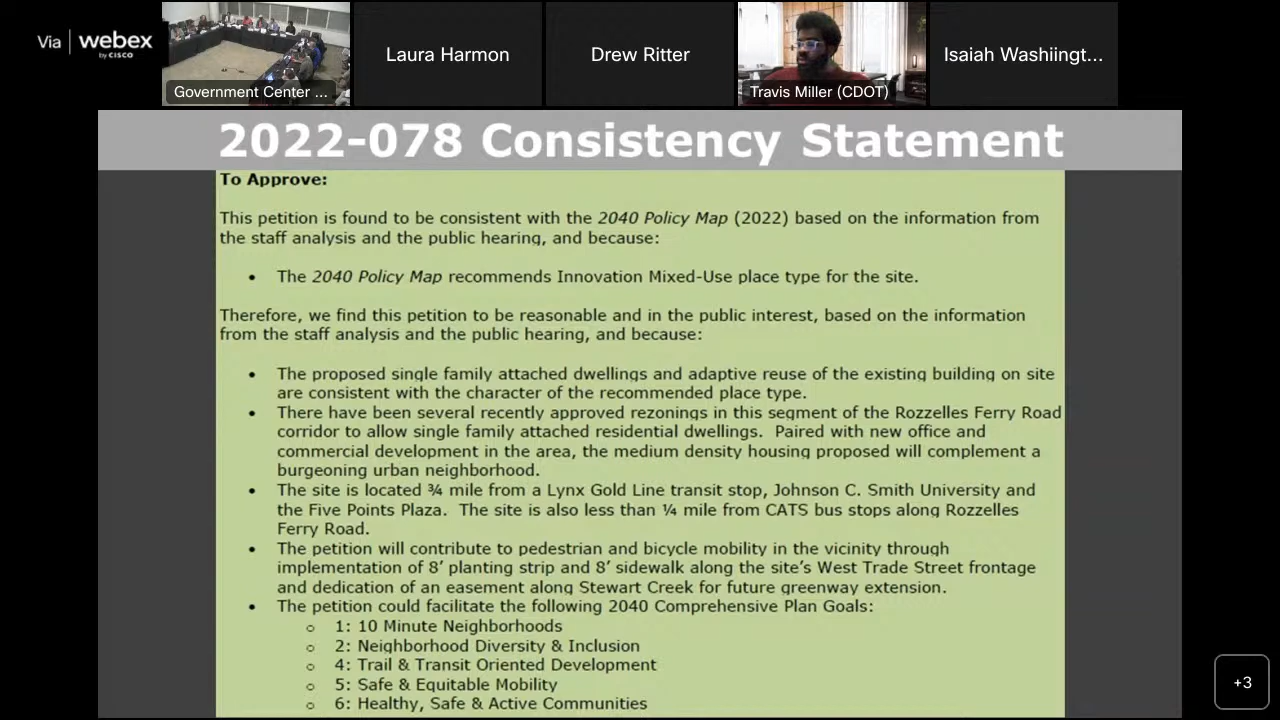 Via | webex
by CISCO
Government Center ...
Laura Harmon
Drew Ritter
Travis Miller (CDOT)
Isaiah Washiingt...
2022-078 Consistency Statement
To Approve:
This petition is found to be consistent with the 2040 Policy Map (2022) based on the information from
the staff analysis and the public hearing, and because:
• The 2040 Policy Map recommends Innovation Mixed-Use place type for the site.
Therefore, we find this petition to be reasonable and in the public interest, based on the information
from the staff analysis and the public hearing, and because:
• The proposed single family attached dwellings and adaptive reuse of the existing building on site
are consistent with the character of the recommended place type.
• There have been several recently approved rezonings in this segment of the Rozzelles Ferry Road
corridor to allow single family attached residential dwellings. Paired with new office and
commercial development in the area, the medium density housing proposed will complement a
burgeoning urban neighborhood.
• The site is located ¾ mile from a Lynx Gold Line transit stop, Johnson C. Smith University and
the Five Points Plaza. The site is also less than ¼ mile from CATS bus stops along Rozzelles
Ferry Road.
• The petition will contribute to pedestrian and bicycle mobility in the vicinity through
implementation of 8’ planting strip and 8’ sidewalk along the site’s West Trade Street frontage
and dedication of an easement along Stewart Creek for future greenway extension.
• The petition could facilitate the following 2040 Comprehensive Plan Goals:
o 1: 10 Minute Neighborhoods
o 2: Neighborhood Diversity & Inclusion
o 4: Trail & Transit Oriented Development
o 5: Safe & Equitable Mobility
o 6: Healthy, Safe & Active Communities
+3